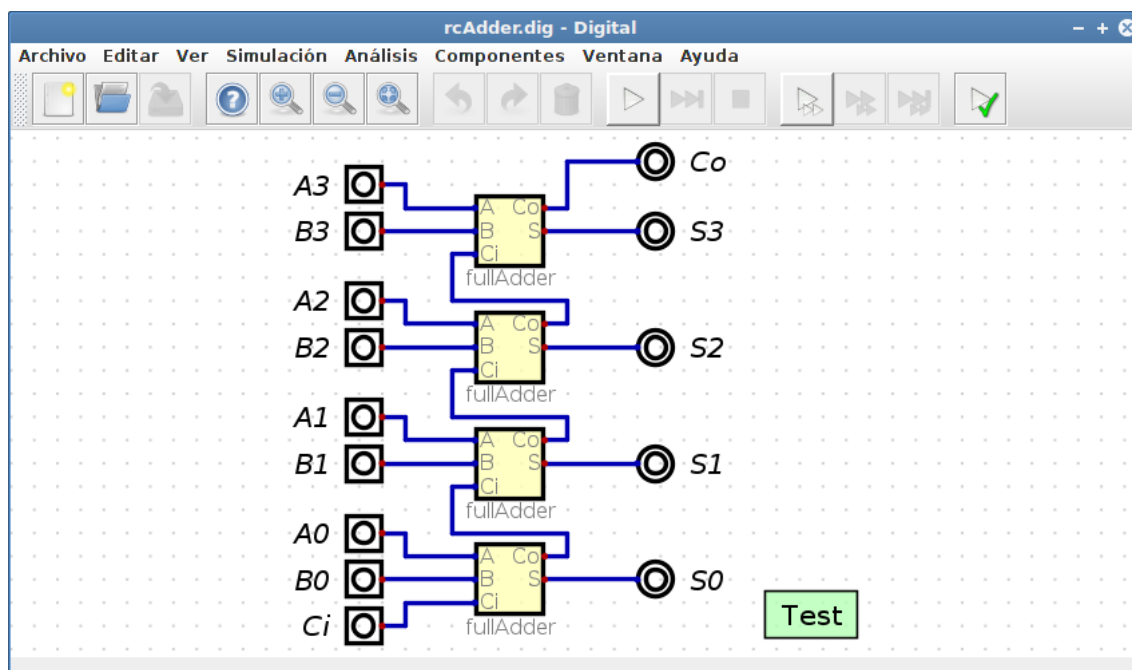 rcAdder.dig - Digital
Archivo Editar Ver Simulación Análisis Componentes Ventana Ayuda
Co
A3
A Co
B3
B S
S3
Ci
fullAdder
A2
A Co
B2
B S
S2
Ci
fullAdder
A1
A Co
B1
B S
S1
Ci
fullAdder
A0
A Co
B0
B S
S0
Ci
Ci
fullAdder
Test